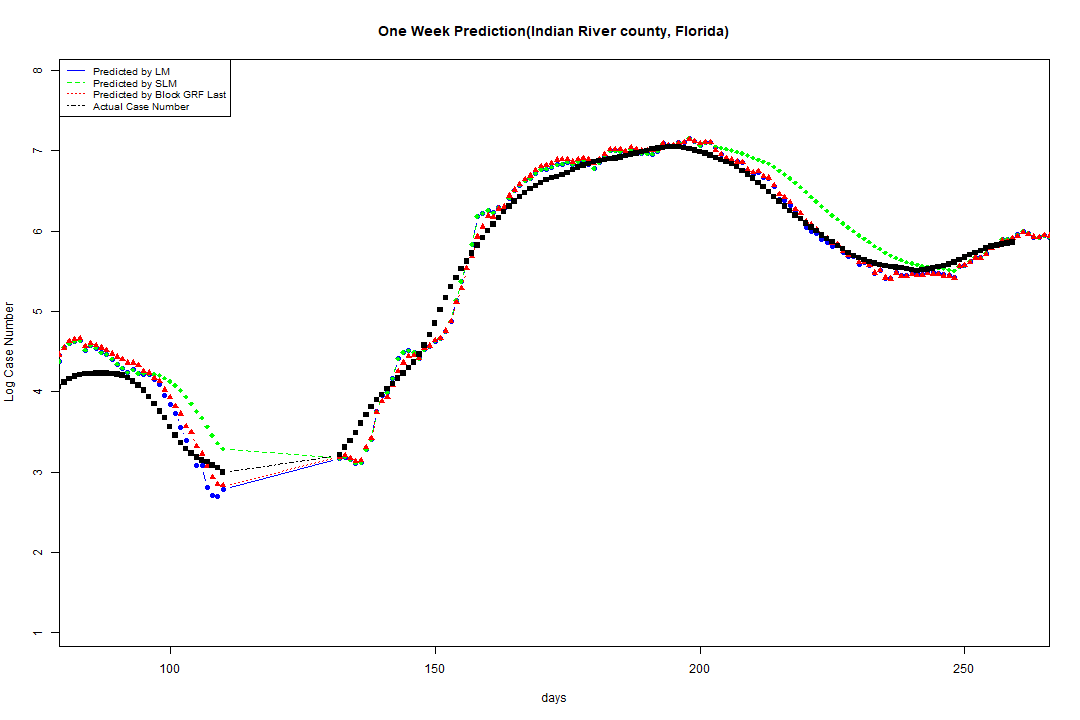 One Week Prediction(Indian River county, Florida)
Predicted by LM
Predicted by SLM
Predicted by Block GRF Last
Actual Case Number
8
7
6
5
4
3
2
1
Log Case Number
100 150 200 250
days